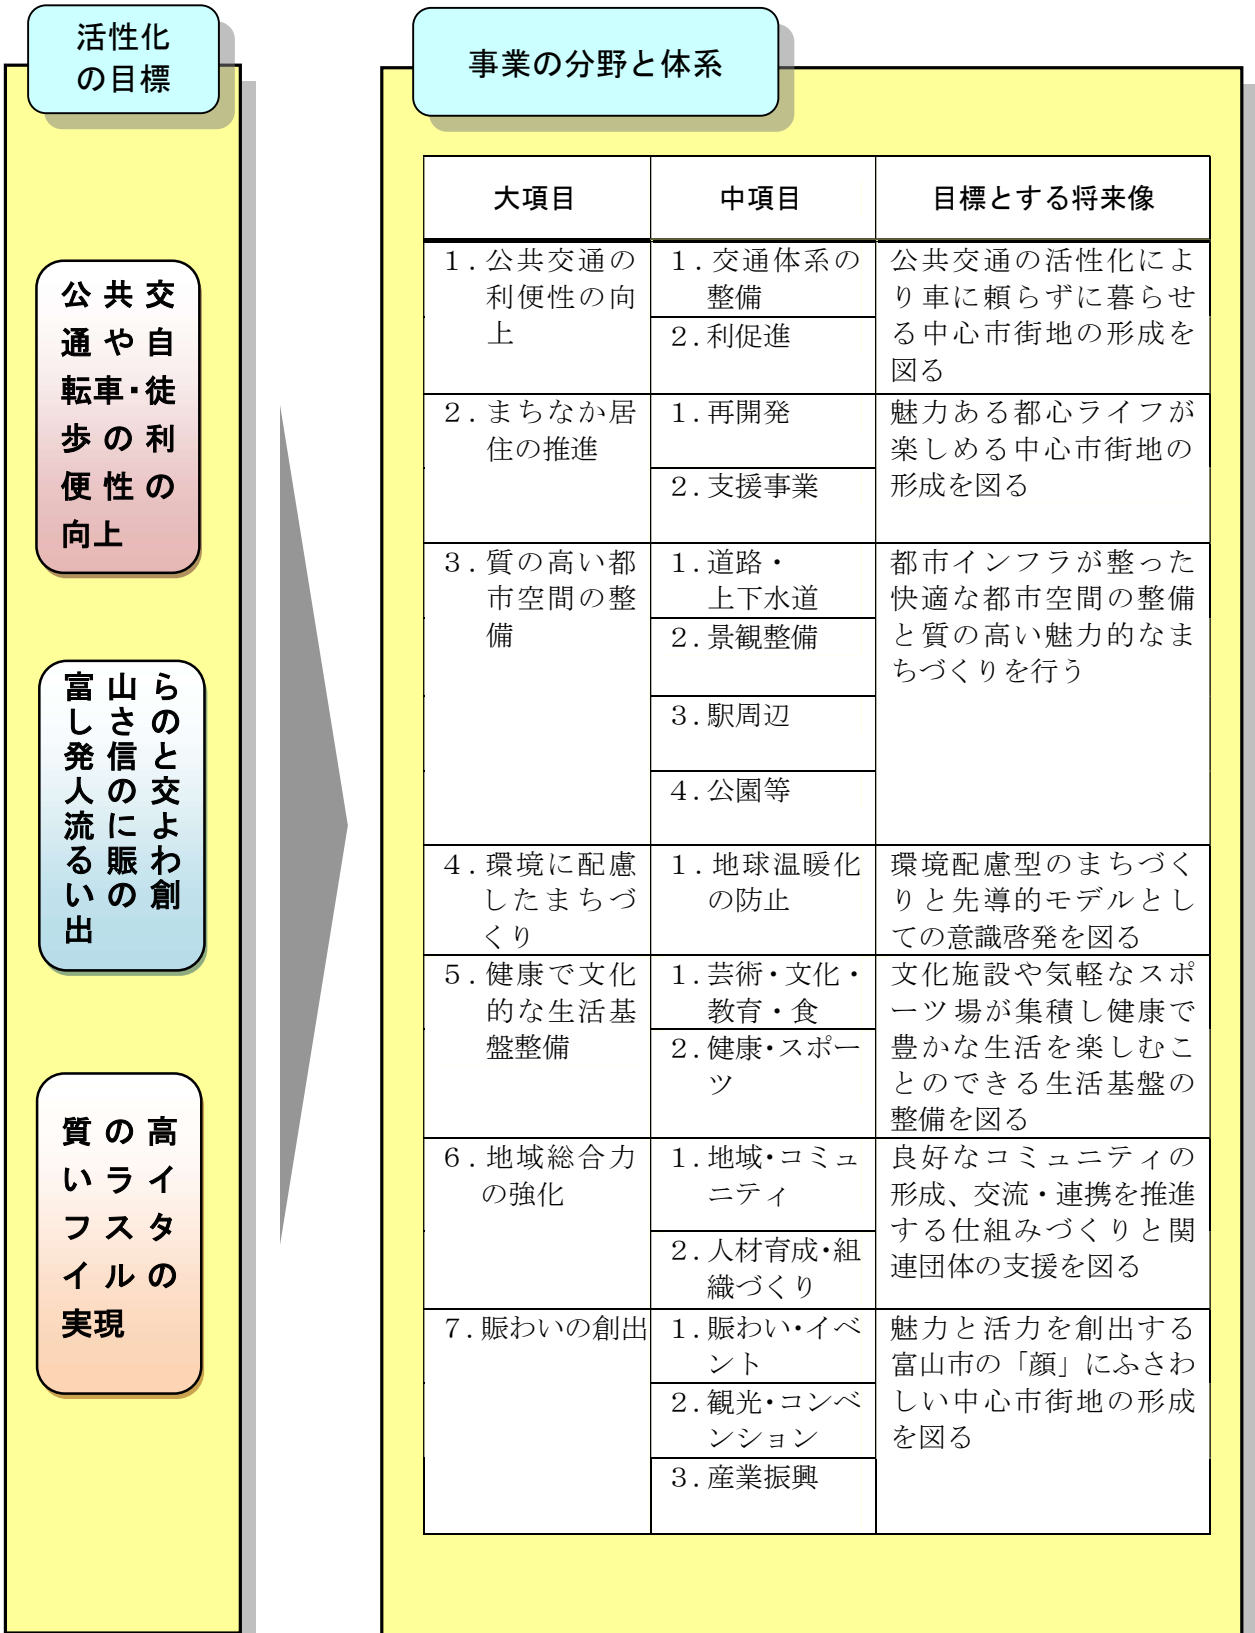 活性化
の目標
公共交
通や自
転車・徒
歩の利
便性の
向上
富山ら
しさの
発信と
人の交
流によ
る賑わ
いの創
出
質の高
いライ
フスタ
イルの
実現
事業の分野と体系
大項目
中項目
目標とする将来像
1.公共交通の
利便性の向
上
1.交通体系の
整備
2.利促進
公共交通の活性化によ
り車に頼らずに暮らせ
る中心市街地の形成を
図る
2.まちなか居
住の推進
1.再開発
2.支援事業
魅力ある都心ライフが
楽しめる中心市街地の
形成を図る
3.質の高い都
市空間の整
備
1.道路・
上下水道
2.景観整備
3.駅周辺
4.公園等
都市インフラが整った
快適な都市空間の整備
と質の高い魅力的なま
ちづくりを行う
4.環境に配慮
したまちづ
くり
1.地球温暖化
の防止
環境配慮型のまちづく
りと先導的モデルとし
ての意識啓発を図る
5.健康で文化
的な生活基
盤整備
1.芸術・文化・
教育・食
2.健康・スポー
ツ
文化施設や気軽なスポ
ーツ場が集積し健康で
豊かな生活を楽しむこ
とのできる生活基盤の
整備を図る
6.地域総合力
の強化
1.地域・コミュ
ニティ
2.人材育成・組
織づくり
良好なコミュニティの
形成、交流・連携を推進
する仕組みづくりと関
連団体の支援を図る
7.賑わいの創出
1.賑わい・イベ
ント
2.観光・コンベ
ンション
3.産業振興
魅力と活力を創出する
富山市の「顔」にふさわ
しい中心市街地の形成
を図る